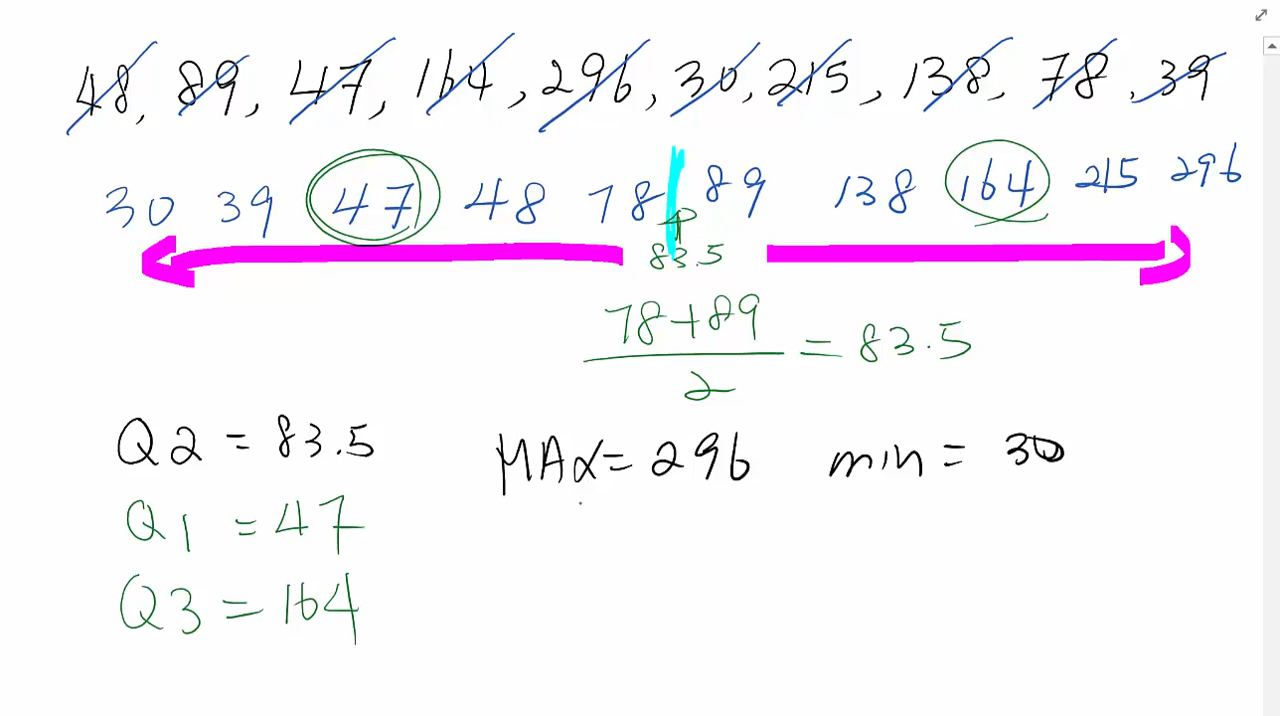 48, 89, 47, 164, 296, 30, 215, 138, 78, 39
30 39 47 48 78 89 138 164 215 296
83.5
78+89
2
= 83.5
Q2 = 83.5 MAX = 296 min = 30
Q1 = 47
Q3 = 164